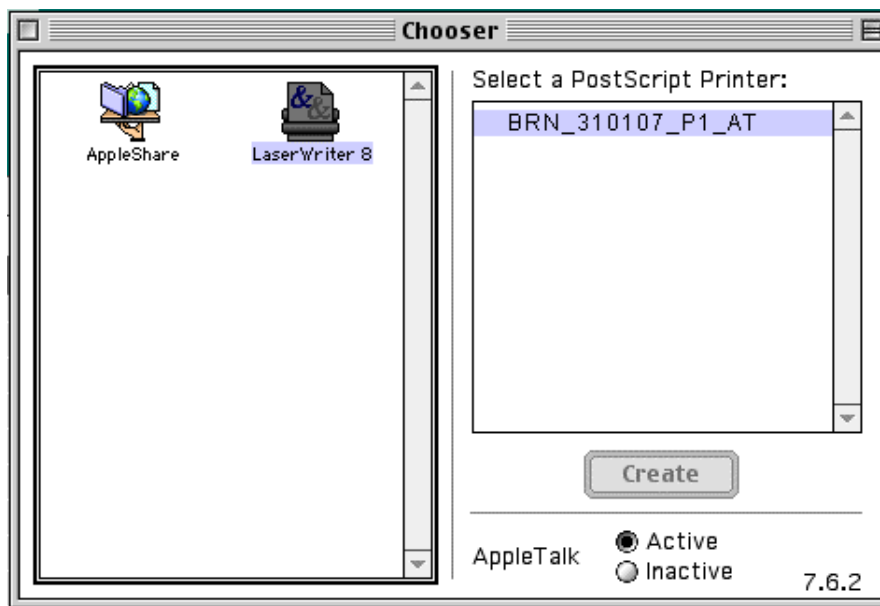 Chooser
AppleShare
LaserWriter 8
Select a PostScript Printer:
BRN_310107_P1_AT
Create
AppleTalk
Active
Inactive
7.6.2